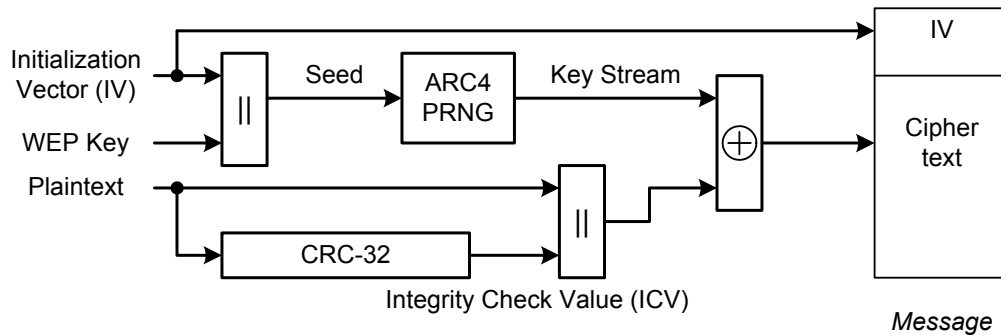 Initialization
Vector (IV)
WEP Key
Plaintext
||
Seed
ARC4
PRNG
Key Stream
CRC-32
||
Integrity Check Value (ICV)
IV
Cipher
text
Message